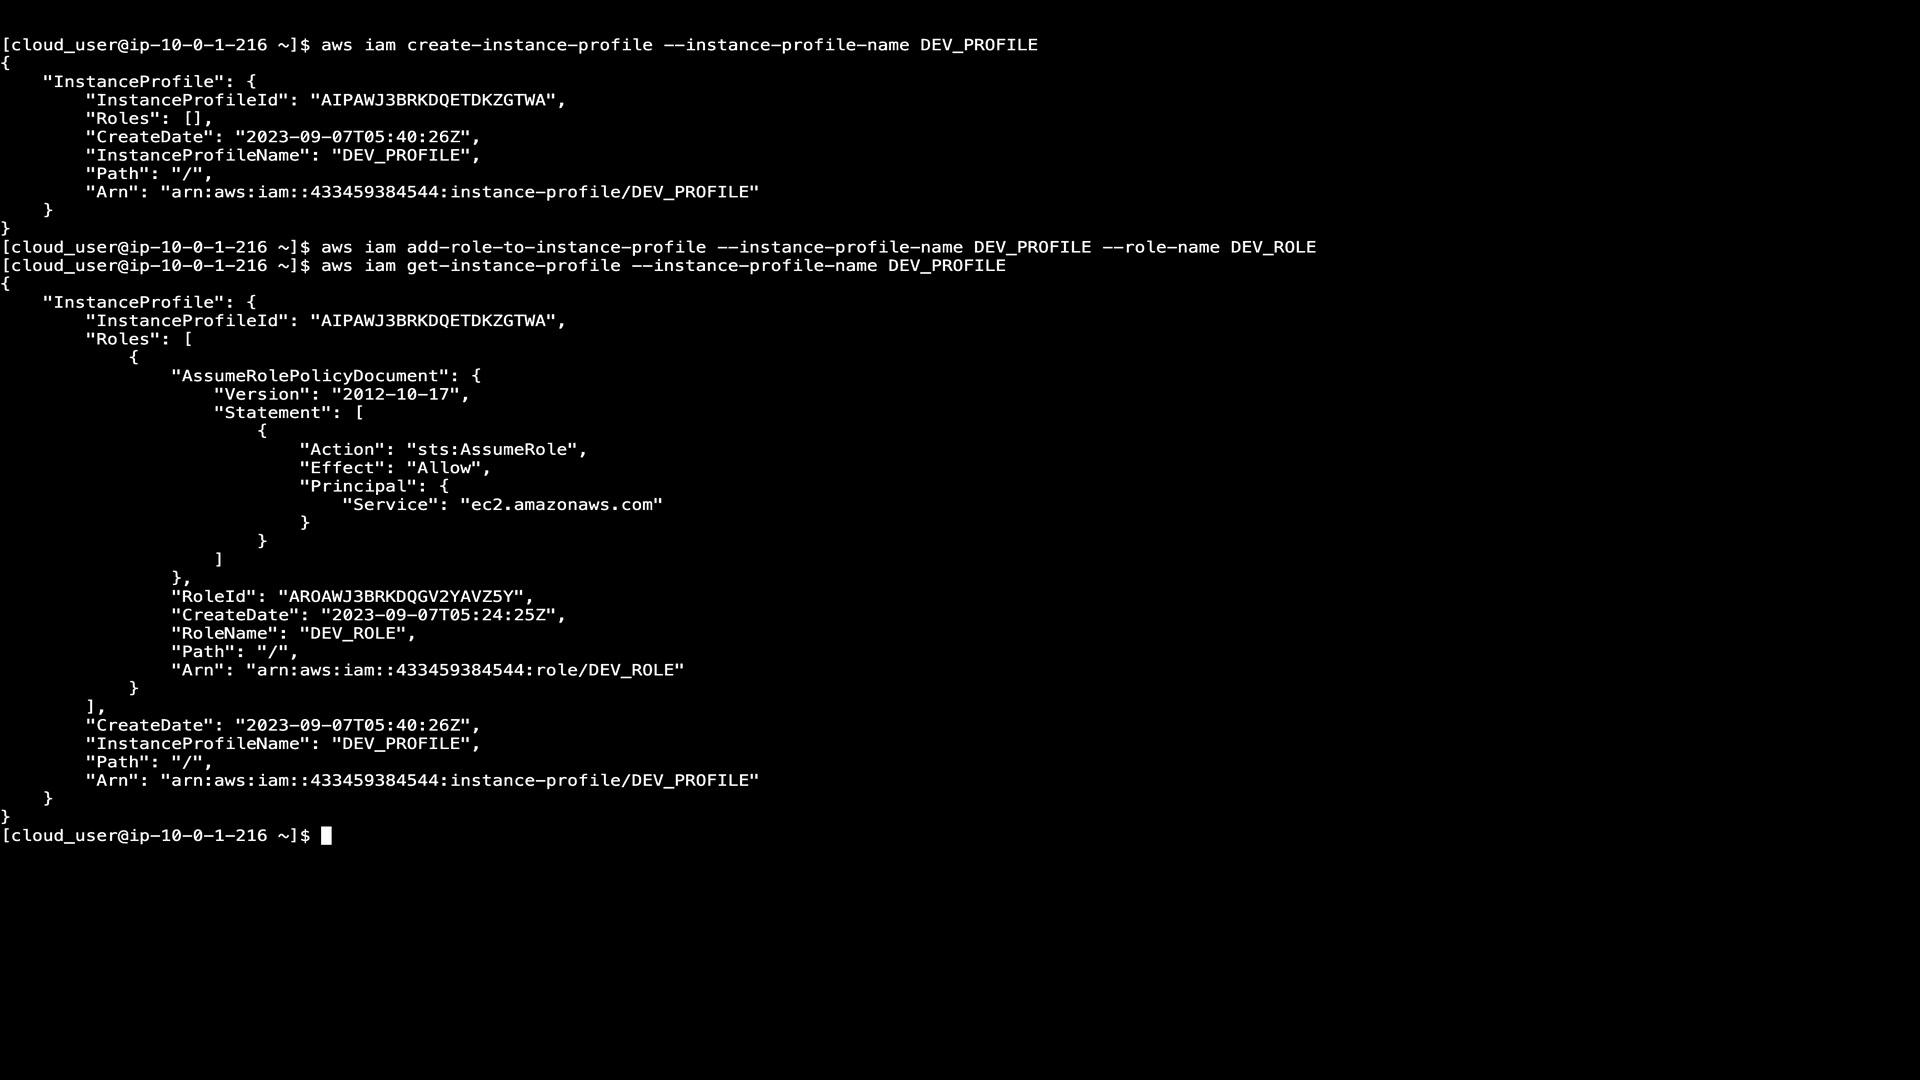 [cloud_user@ip-10-0-1-216 ~]$ aws iam create-instance-profile --instance-profile-name DEV_PROFILE
{
    "InstanceProfile": {
        "InstanceProfileId": "AIPAWJ3BRKDQETDKZGTWA",
        "Roles": [],
        "CreateDate": "2023-09-07T05:40:26Z",
        "InstanceProfileName": "DEV_PROFILE",
        "Path": "/",
        "Arn": "arn:aws:iam::433459384544:instance-profile/DEV_PROFILE"
    }
}
[cloud_user@ip-10-0-1-216 ~]$ aws iam add-role-to-instance-profile --instance-profile-name DEV_PROFILE --role-name DEV_ROLE
[cloud_user@ip-10-0-1-216 ~]$ aws iam get-instance-profile --instance-profile-name DEV_PROFILE
{
    "InstanceProfile": {
        "InstanceProfileId": "AIPAWJ3BRKDQETDKZGTWA",
        "Roles": [
            {
                "AssumeRolePolicyDocument": {
                    "Version": "2012-10-17",
                    "Statement": [
                        {
                            "Action": "sts:AssumeRole",
                            "Effect": "Allow",
                            "Principal": {
                                "Service": "ec2.amazonaws.com"
                            }
                        }
                    ]
                },
                "RoleId": "AROAWJ3BRKDQGV2YAVZ5Y",
                "CreateDate": "2023-09-07T05:24:25Z",
                "RoleName": "DEV_ROLE",
                "Path": "/",
                "Arn": "arn:aws:iam::433459384544:role/DEV_ROLE"
            }
        ],
        "CreateDate": "2023-09-07T05:40:26Z",
        "InstanceProfileName": "DEV_PROFILE",
        "Path": "/",
        "Arn": "arn:aws:iam::433459384544:instance-profile/DEV_PROFILE"
    }
}
[cloud_user@ip-10-0-1-216 ~]$